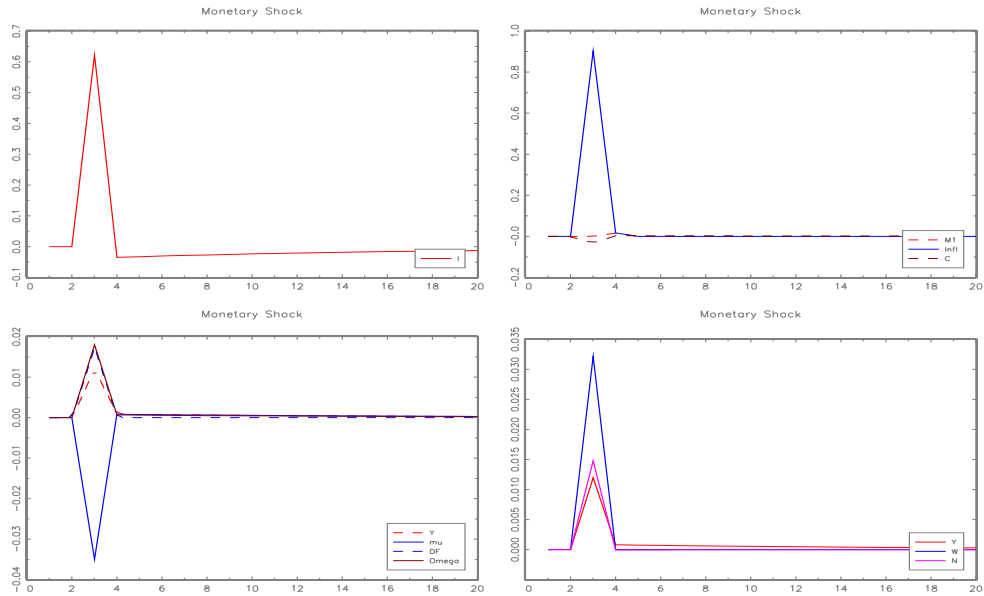 Monetary Shock
0.7
0.6
0.5
0.4
0.3
0.2
0.1
0.0
-0.1
0 2 4 6 8 10 12 14 16 18 20
I
Monetary Shock
1.0
0.8
0.6
0.4
0.2
-0.0
-0.2
0 2 4 6 8 10 12 14 16 18 20
M1
Infl
C
Monetary Shock
0.02
0.01
0.00
-0.01
-0.02
-0.03
-0.04
0 2 4 6 8 10 12 14 16 18 20
Y
mu
DF
Omega
Monetary Shock
0.035
0.030
0.025
0.020
0.015
0.010
0.005
0.000
0 2 4 6 8 10 12 14 16 18 20
Y
W
N